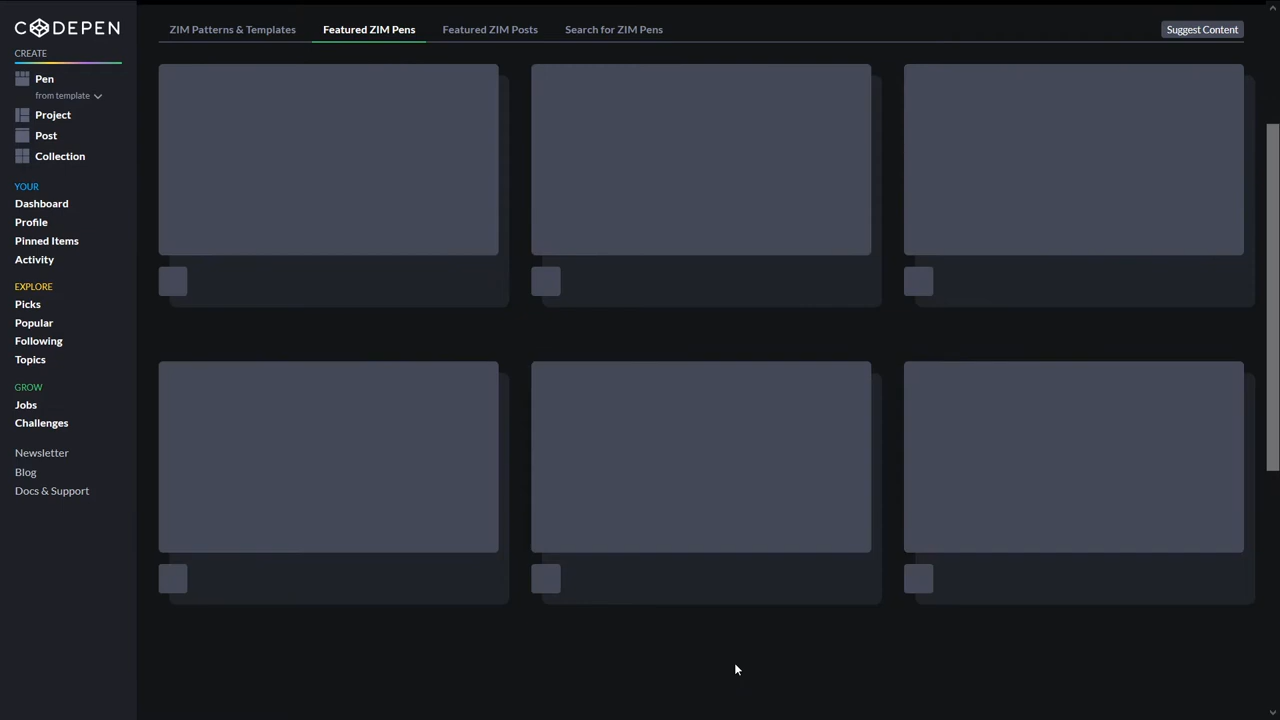 CODEPEN
CREATE
Pen
from template
Project
Post
Collection
YOUR
Dashboard
Profile
Pinned Items
Activity
EXPLORE
Picks
Popular
Following
Topics
GROW
Jobs
Challenges
Newsletter
Blog
Docs & Support
ZIM Patterns & Templates
Featured ZIM Pens
Featured ZIM Posts
Search for ZIM Pens
Suggest Content